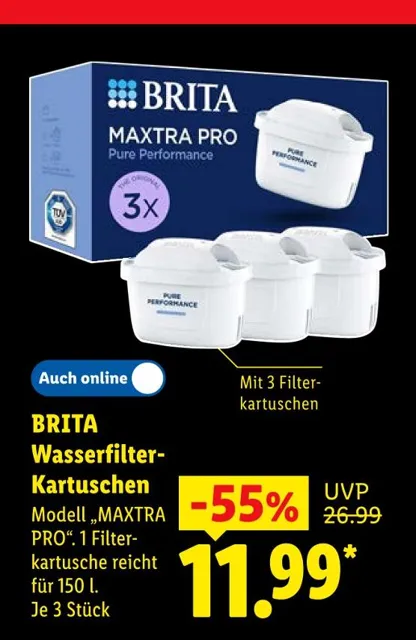 BRITA
MAXTRA PRO
Pure Performance
THE ORIGINAL
3x
TÜV
PURE
PERFORMANCE
PURE
PERFORMANCE
Auch online
Mit 3 Filter-
kartuschen
BRITA
Wasserfilter-
Kartuschen
Modell „MAXTRA
PRO“. 1 Filter-
kartusche reicht
für 150 l.
Je 3 Stück
-55%
UVP
26.99
11.99*